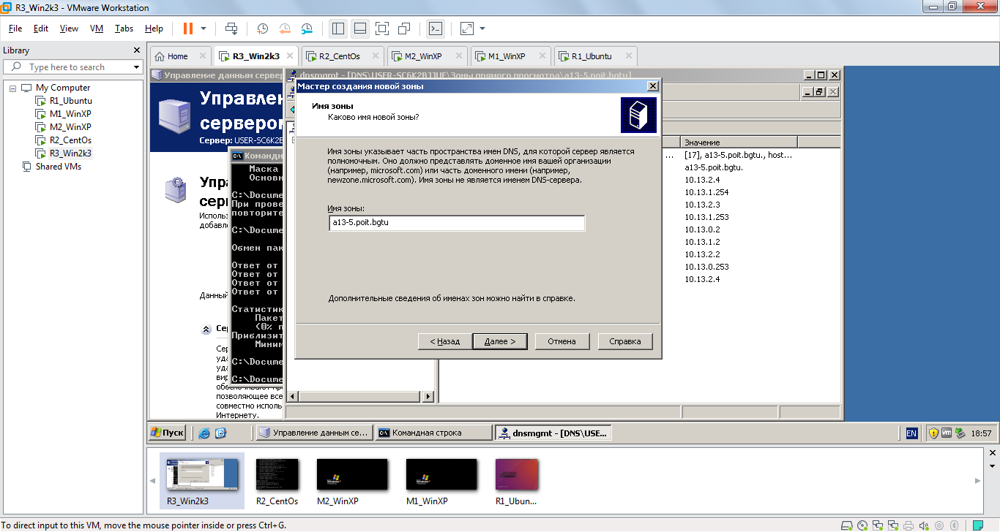 R3_Win2k3 - VMware Workstation
File Edit View VM Tabs Help
Library
Type here to search
My Computer
R1_Ubuntu
M1_WinXP
M2_WinXP
R2_CentOs
R3_Win2k3
Shared VMs
Home R3_Win2k3 R2_CentOs M2_WinXP M1_WinXP R1_Ubuntu
Управление данным сервер
dnsmgmt - [DNS\USER-SC6K2BJJUF\Зоны прямого просмотра\a13-5.poit.bgtu]
Управлен
сервером
Сервер: USER-SC6K2B
Упр
сер
Использ
добавл
Данный
Се
Сер
уда
уда
вир
обеспечивают пр
позволяющее все
совместно исполь
Интернету.
Командн
Маска
Основн
C:\Docume
При прове
повторите
C:\Docume
Обмен пак
Ответ от
Ответ от
Ответ от
Ответ от
Статистик
Пакет
(0% п
Приблизит
Миним
C:\Docume
C:\Docume
Мастер создания новой зоны
Имя зоны
Каково имя новой зоны?
Имя зоны указывает часть пространства имен DNS, для которой сервер является
полномочным. Оно должно представлять доменное имя вашей организации
(например, microsoft.com) или часть доменного имени (например,
newzone.microsoft.com). Имя зоны не является именем DNS-сервера.
Имя зоны:
a13-5.poit.bgtu
Дополнительные сведения об именах зон можно найти в справке.
< Назад Далее > Отмена Справка
Значение
... [17], a13-5.poit.bgtu., host...
a13-5.poit.bgtu.
10.13.2.4
10.13.1.254
10.13.2.3
10.13.1.253
10.13.0.2
10.13.1.2
10.13.2.2
10.13.0.253
10.13.2.4
Пуск Управление данным се... Командная строка dnsmgmt - [DNS\USE... EN 18:57
R3_Win2k3 R2_CentOs M2_WinXP M1_WinXP R1_Ubun...
To direct input to this VM, move the mouse pointer inside or press Ctrl+G.